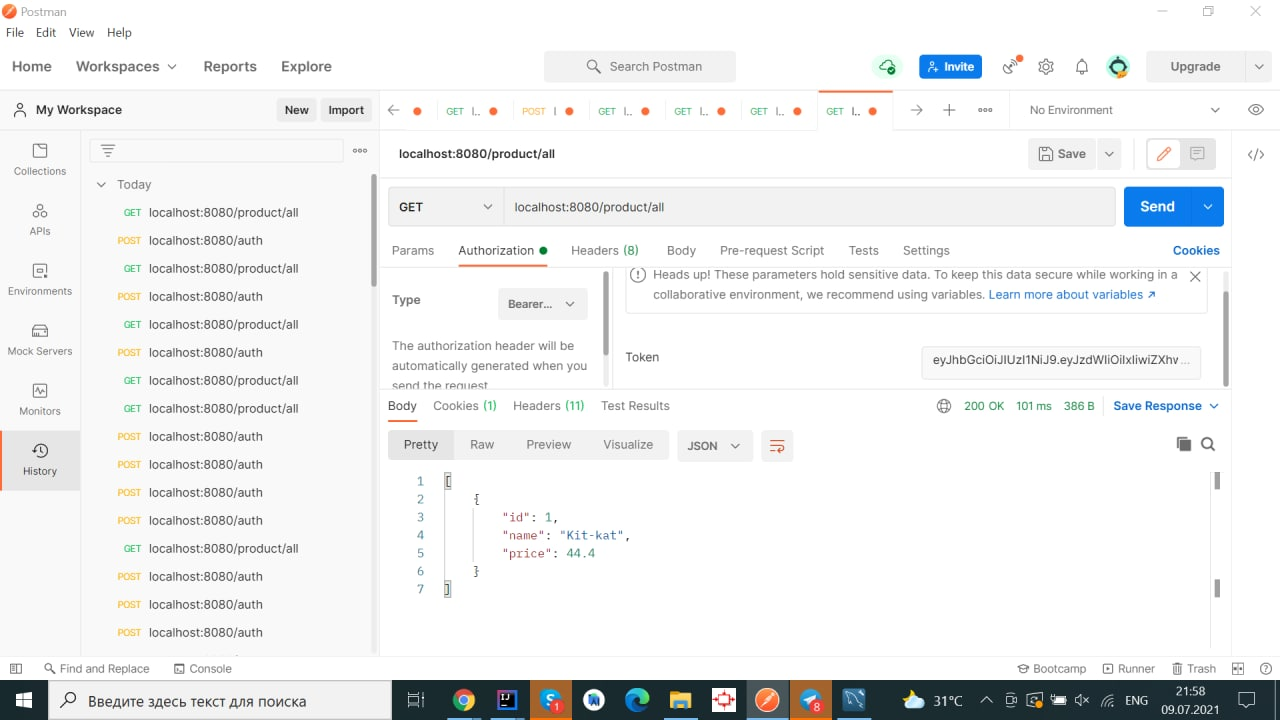 Postman
File Edit View Help
Home Workspaces Reports Explore Search Postman Invite Upgrade
My Workspace New Import GET l.. POST l GET l.. GET l.. GET l.. GET l.. No Environment
localhost:8080/product/all Save
GET localhost:8080/product/all Send
Params Authorization Headers (8) Body Pre-request Script Tests Settings Cookies
Heads up! These parameters hold sensitive data. To keep this data secure while working in a
collaborative environment, we recommend using variables. Learn more about variables
Type Bearer...
The authorization header will be
automatically generated when you
send the request
Token eyJhbGciOiJIUzI1NiJ9.eyJzdWIiOiIxIiwiZXhv...
Body Cookies (1) Headers (11) Test Results 200 OK 101 ms 386 B Save Response
Pretty Raw Preview Visualize JSON
1 [
2 {
3 "id": 1,
4 "name": "Kit-kat",
5 "price": 44.4
6 }
7 ]
Collections
APIs
Environments
Mock Servers
Monitors
History
Today
GET localhost:8080/product/all
POST localhost:8080/auth
GET localhost:8080/product/all
POST localhost:8080/auth
GET localhost:8080/product/all
POST localhost:8080/auth
GET localhost:8080/product/all
GET localhost:8080/product/all
POST localhost:8080/auth
POST localhost:8080/auth
POST localhost:8080/auth
POST localhost:8080/auth
GET localhost:8080/product/all
POST localhost:8080/auth
POST localhost:8080/auth
POST localhost:8080/auth
Find and Replace Console Bootcamp Runner Trash
Введите здесь текст для поиска 1 8 31°C ENG 21:58
09.07.2021